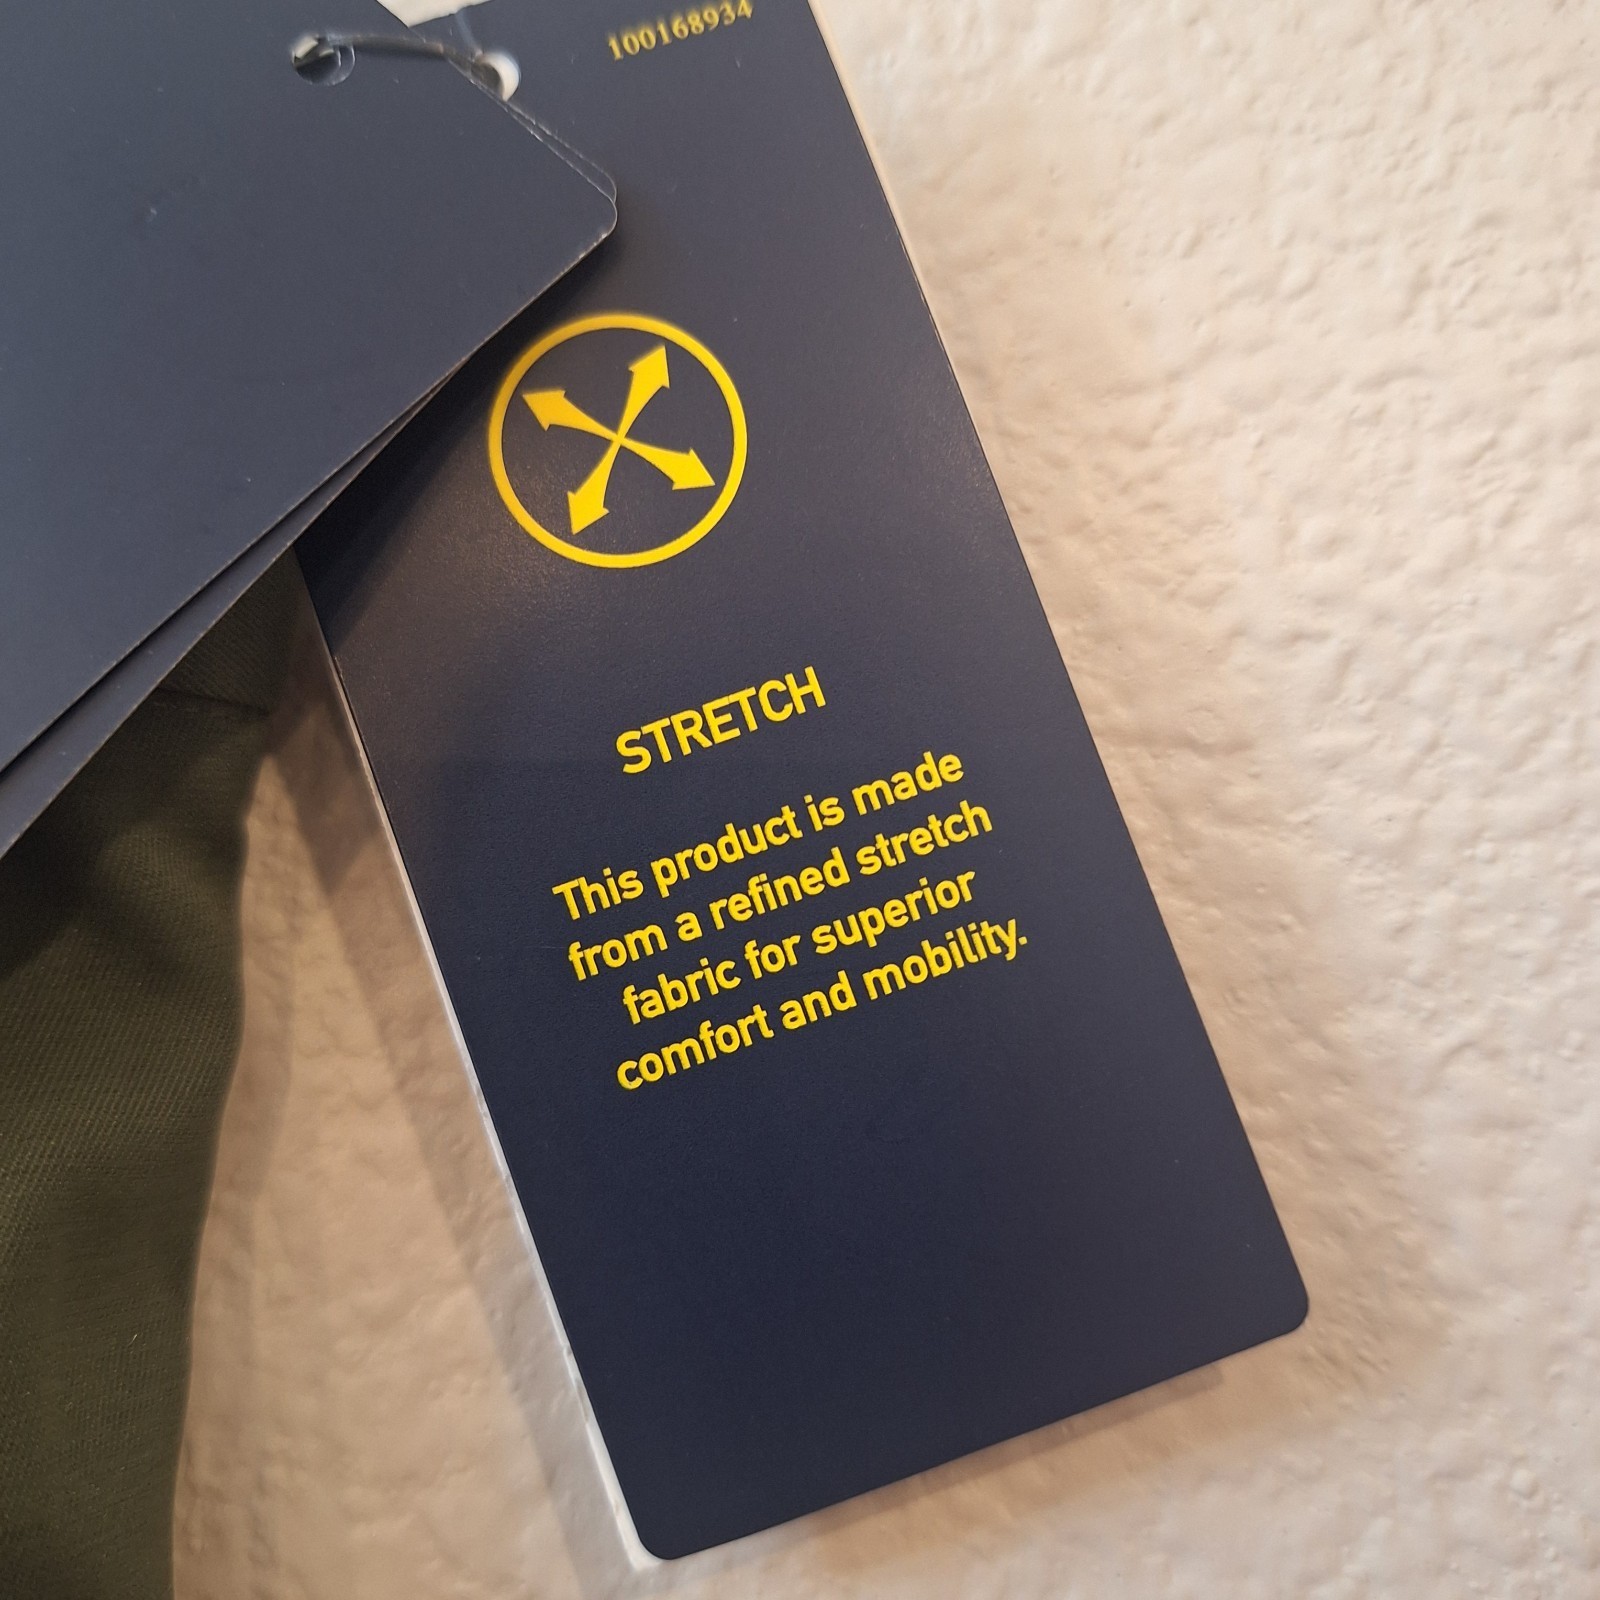 100168934
STRETCH
This product is made
from a refined stretch
fabric for superior
comfort and mobility.